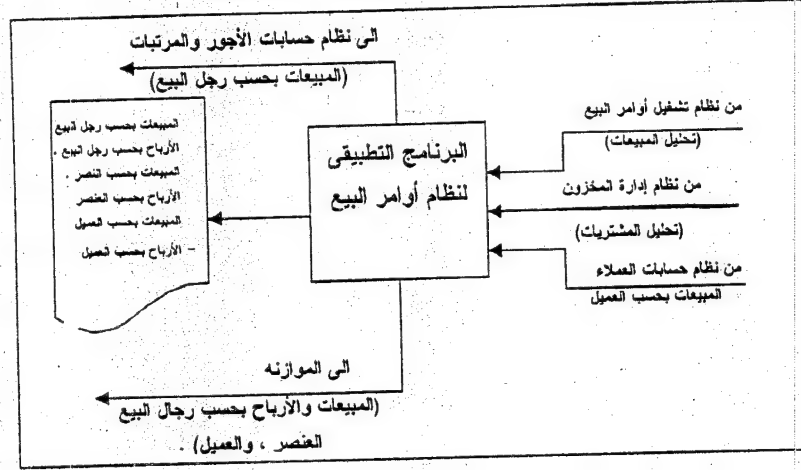 الى نظام حسابات الأجور والمرتبات
(المبيعات بحسب رجل البيع)
من نظام تشغيل أوامر البيع
(تحليل المبيعات)
من نظام إدارة المخزون
(تحليل المشتريات)
من نظام حسابات العملاء
المبيعات بحسب العميل
البرنامج التطبيقى
لنظام أوامر البيع
المبيعات بحسب رجل البيع
الأرباح بحسب رجل البيع .
المبيعات بحسب النصر .
الأرباح بحسب العنصر
المبيعات بحسب العميل
– الأرباح بحسب العميل
الى الموازنه
(المبيعات والأرباح بحسب رجال البيع
العنصر ، والعميل) .